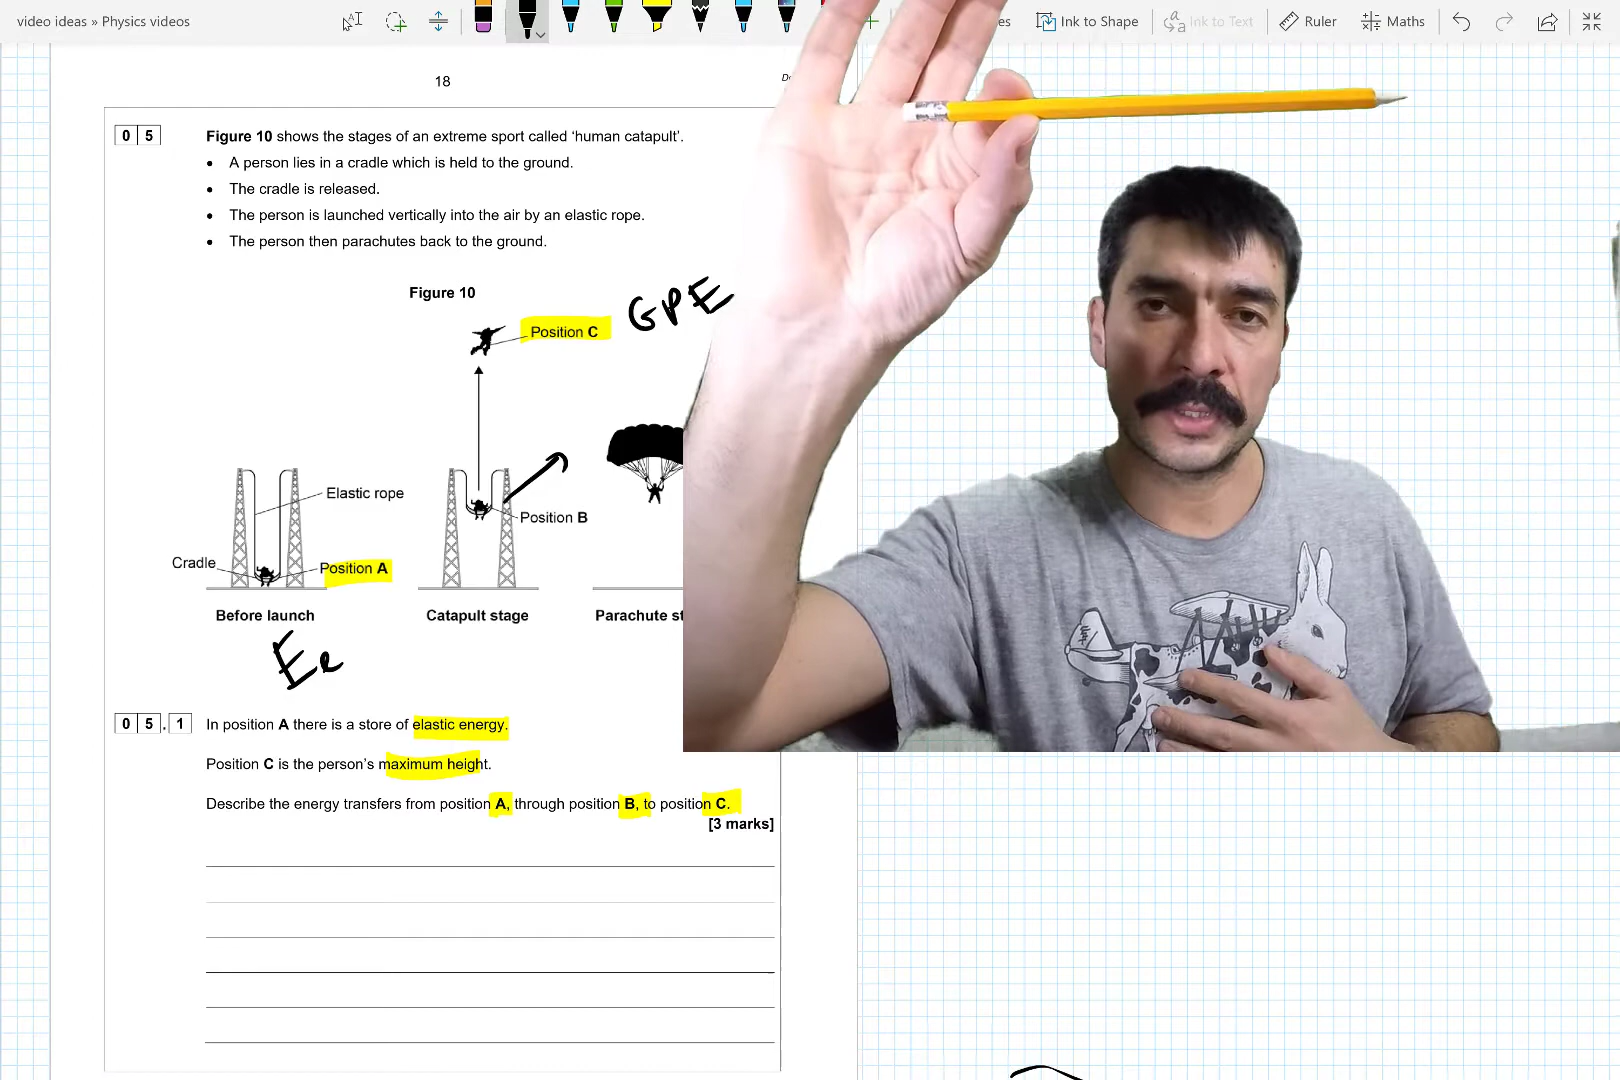 video ideas » Physics videos
es
Ink to Shape
Ink to Text
Ruler
Maths
18
0 5
Figure 10 shows the stages of an extreme sport called ‘human catapult’.
• A person lies in a cradle which is held to the ground.
• The cradle is released.
• The person is launched vertically into the air by an elastic rope.
• The person then parachutes back to the ground.
Figure 10
Position C
GPE
Elastic rope
Position B
Cradle
Position A
Before launch
Catapult stage
Parachute st
Ee
0 5 . 1
In position A there is a store of elastic energy.
Position C is the person’s maximum height.
Describe the energy transfers from position A, through position B, to position C.
[3 marks]